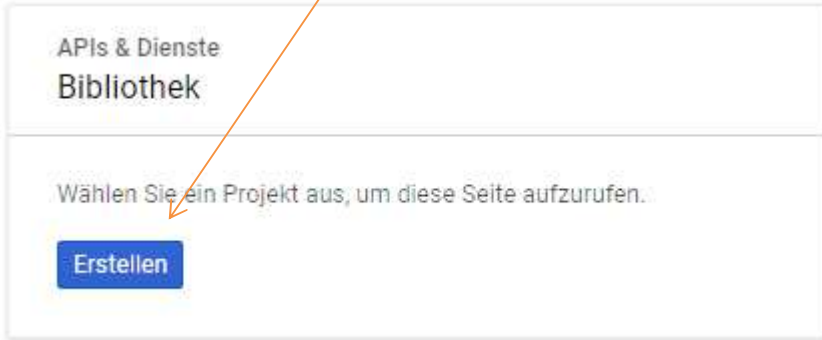 APIs & Dienste
Bibliothek
Wählen Sie ein Projekt aus, um diese Seite aufzurufen.
Erstellen